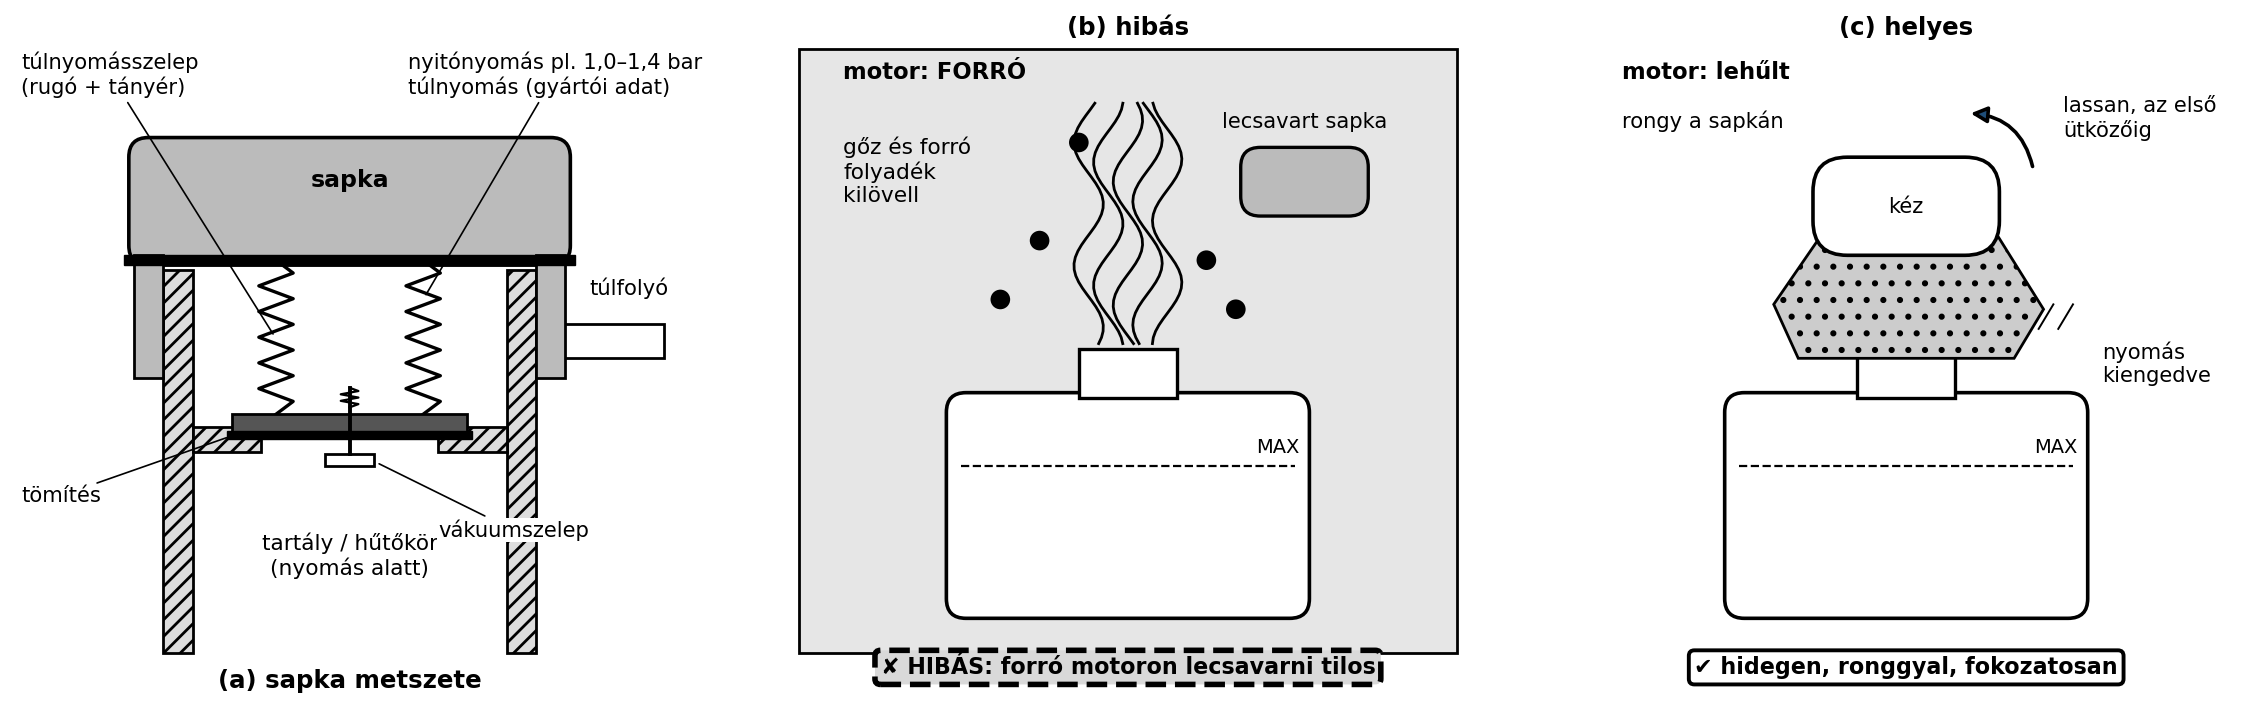 túlnyomásszelep
(rugó + tányér)
nyitónyomás pl. 1,0–1,4 bar
túlnyomás (gyártói adat)
sapka
túlfolyó
tömítés
vákuumszelep
tartály / hűtőkör
(nyomás alatt)
(a) sapka metszete
(b) hibás
motor: FORRÓ
lecsavart sapka
gőz és forró
folyadék
kilövell
MAX
✘ HIBÁS: forró motoron lecsavarni tilos
(c) helyes
motor: lehűlt
rongy a sapkán
lassan, az első
ütközőig
kéz
nyomás
kiengedve
MAX
✔ hidegen, ronggyal, fokozatosan